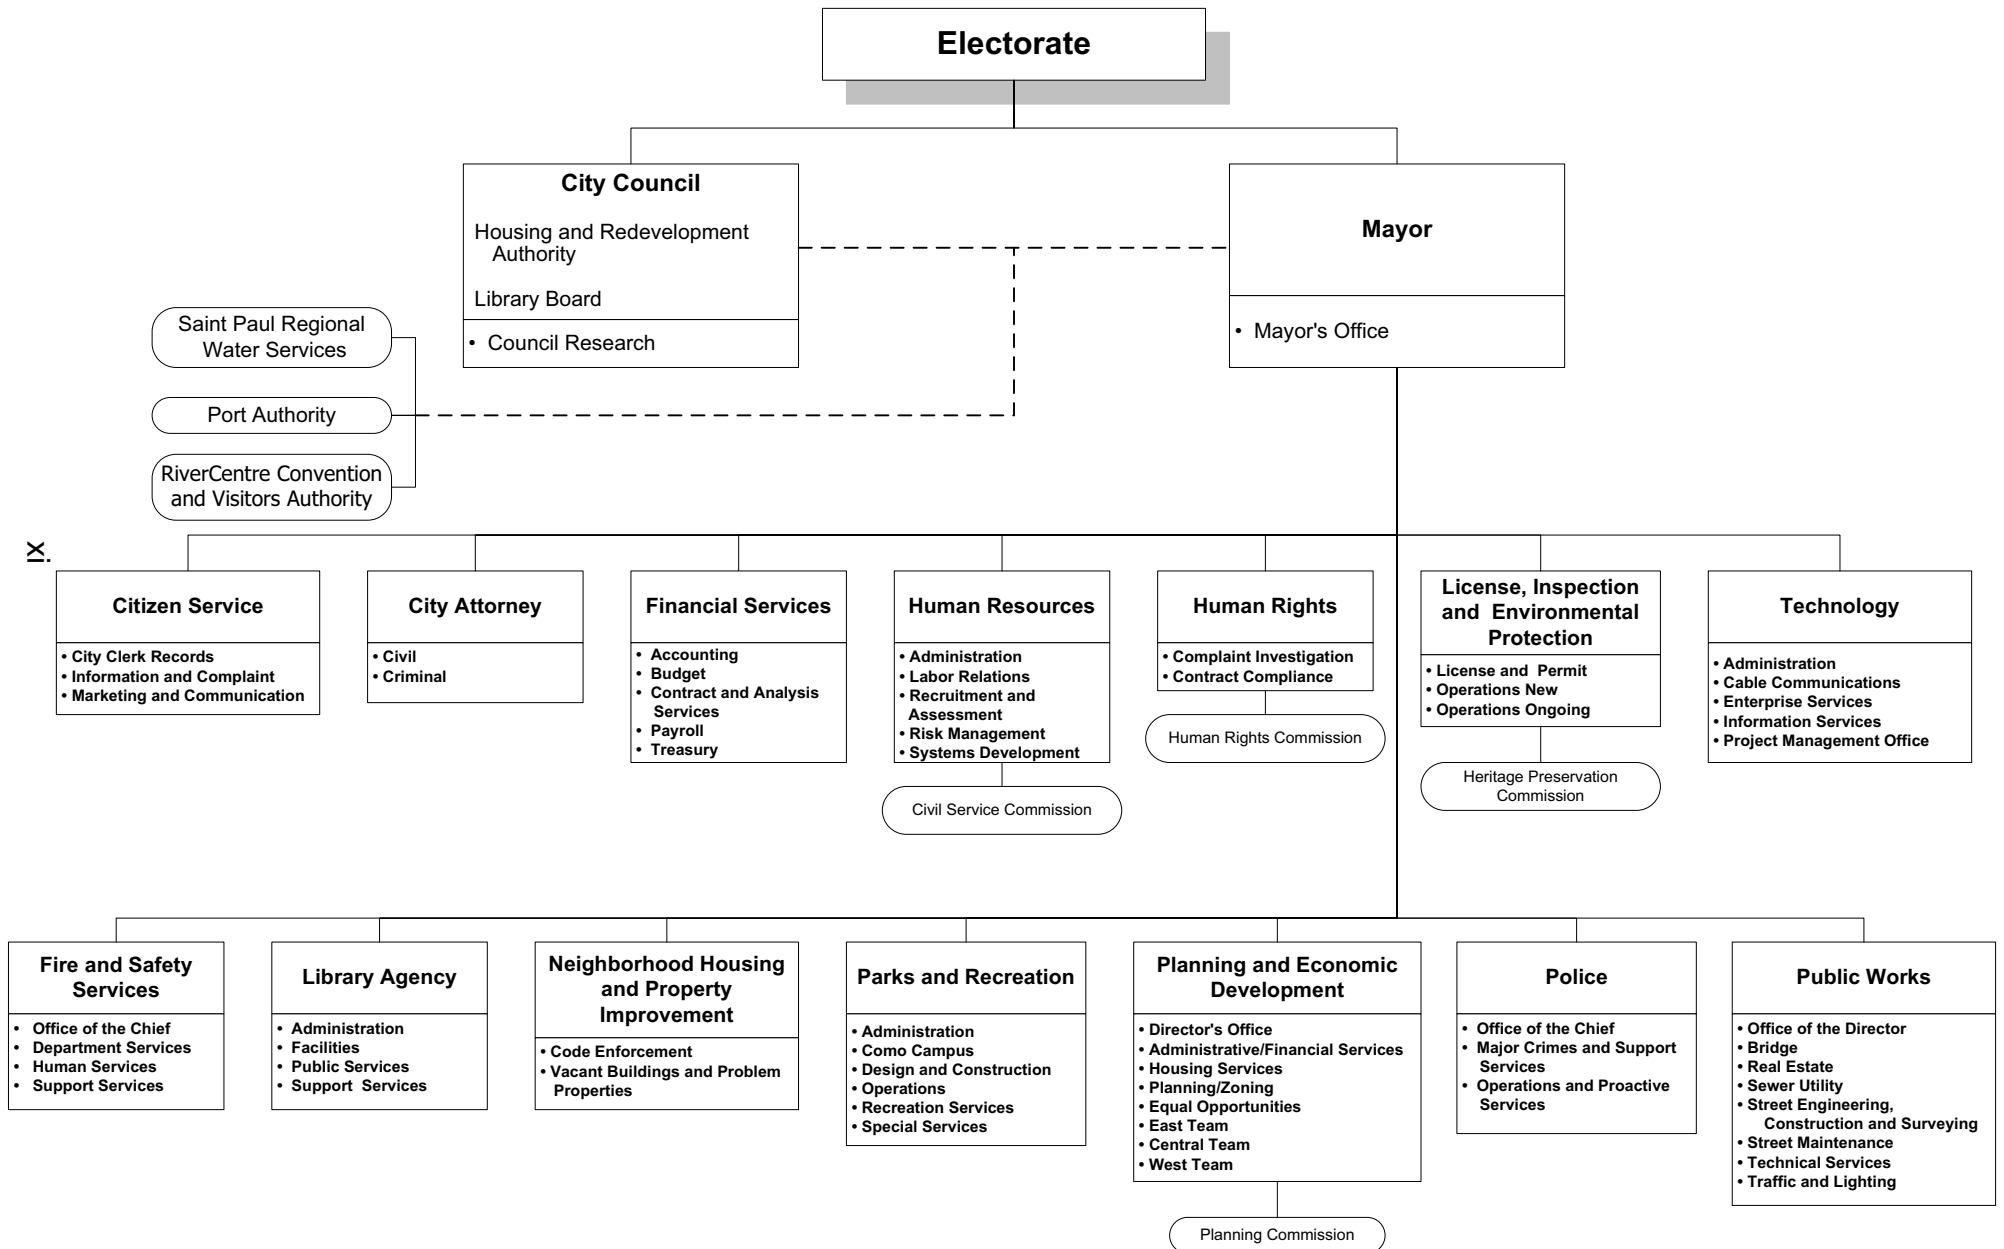 Electorate
City Council
Housing and Redevelopment
Authority
Library Board
• Council Research
Mayor
• Mayor's Office
Saint Paul Regional
Water Services
Port Authority
RiverCentre Convention
and Visitors Authority
IX.
Citizen Service
• City Clerk Records
• Information and Complaint
• Marketing and Communication
City Attorney
• Civil
• Criminal
Financial Services
• Accounting
• Budget
• Contract and Analysis
Services
• Payroll
• Treasury
Human Resources
• Administration
• Labor Relations
• Recruitment and
Assessment
• Risk Management
• Systems Development
Civil Service Commission
Human Rights
• Complaint Investigation
• Contract Compliance
Human Rights Commission
License, Inspection
and Environmental
Protection
• License and Permit
• Operations New
• Operations Ongoing
Heritage Preservation
Commission
Technology
• Administration
• Cable Communications
• Enterprise Services
• Information Services
• Project Management Office
Fire and Safety
Services
• Office of the Chief
• Department Services
• Human Services
• Support Services
Library Agency
• Administration
• Facilities
• Public Services
• Support Services
Neighborhood Housing
and Property
Improvement
• Code Enforcement
• Vacant Buildings and Problem
Properties
Parks and Recreation
• Administration
• Como Campus
• Design and Construction
• Operations
• Recreation Services
• Special Services
Planning and Economic
Development
• Director's Office
• Administrative/Financial Services
• Housing Services
• Planning/Zoning
• Equal Opportunities
• East Team
• Central Team
• West Team
Planning Commission
Police
• Office of the Chief
• Major Crimes and Support
Services
• Operations and Proactive
Services
Public Works
• Office of the Director
• Bridge
• Real Estate
• Sewer Utility
• Street Engineering,
Construction and Surveying
• Street Maintenance
• Technical Services
• Traffic and Lighting